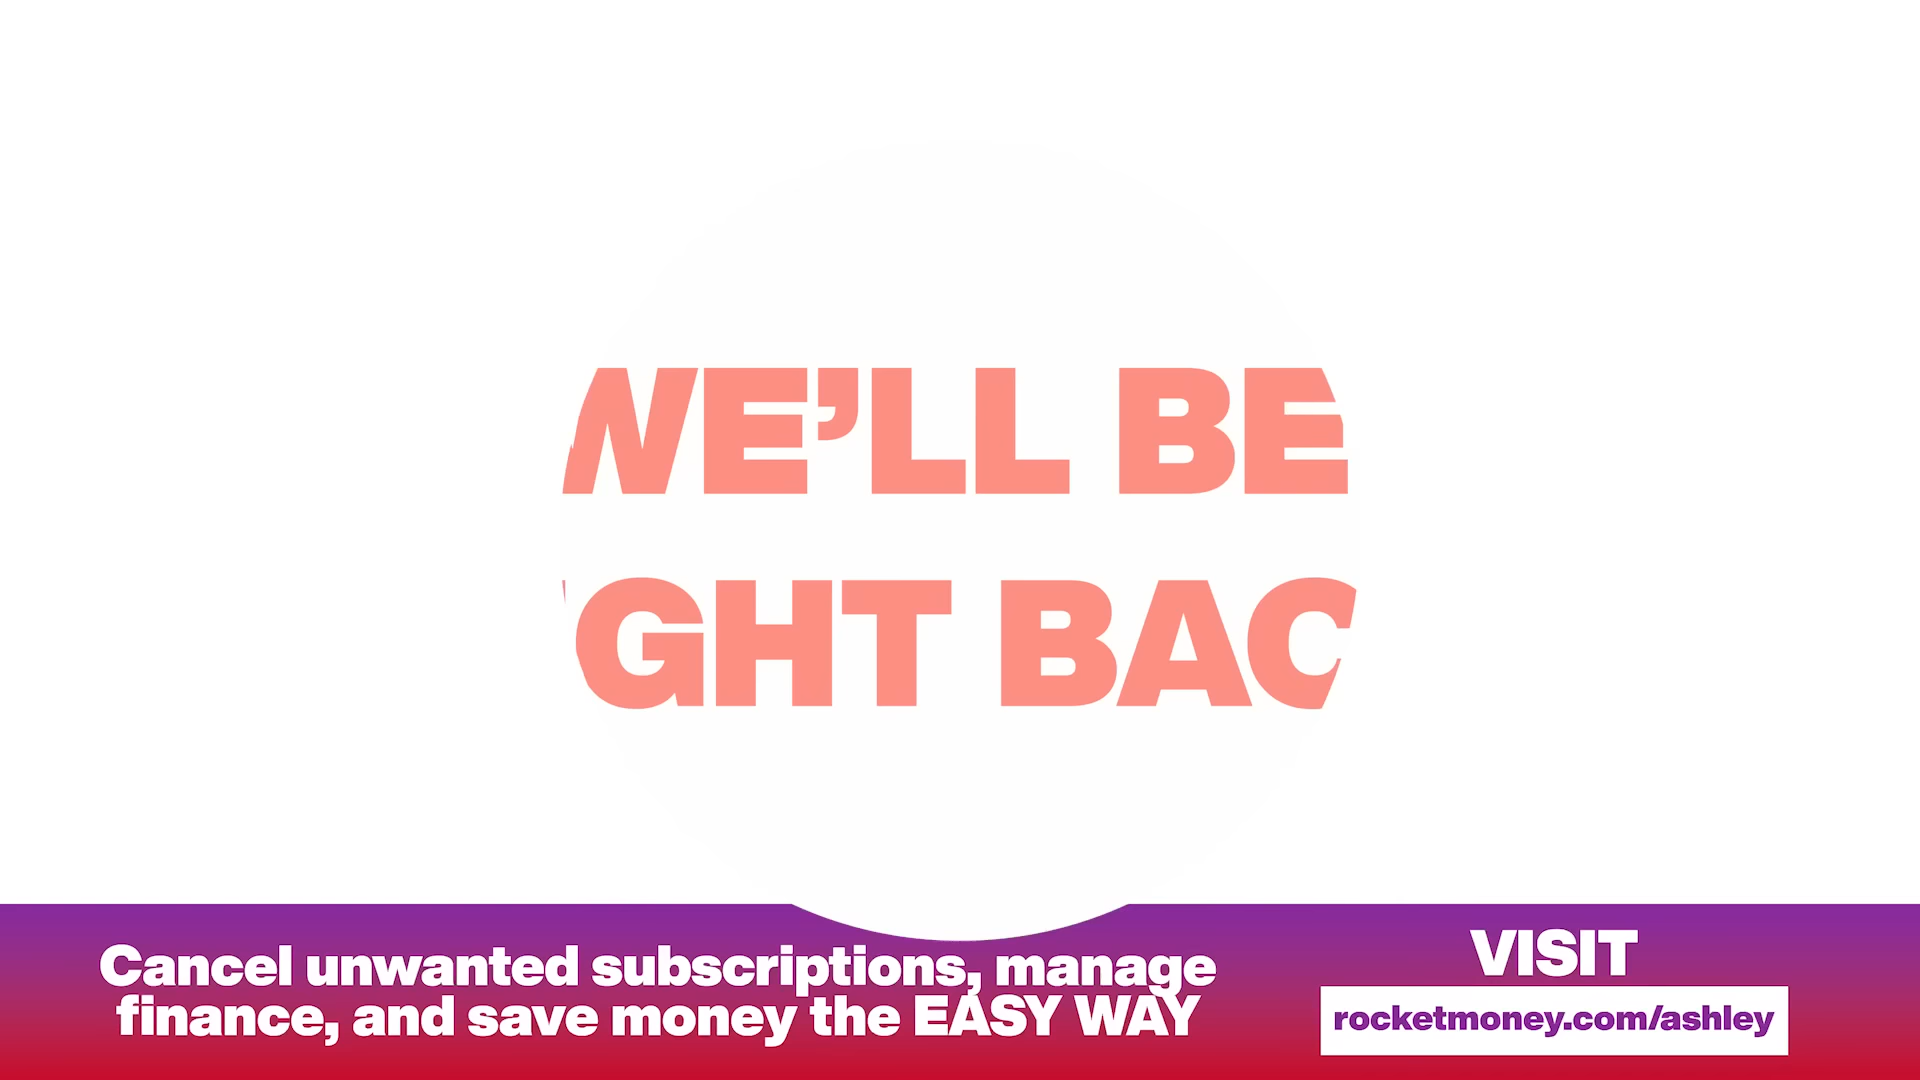 WE’LL BE
IGHT BAC
Cancel unwanted subscriptions, manage
finance, and save money the EASY WAY
VISIT
rocketmoney.com/ashley